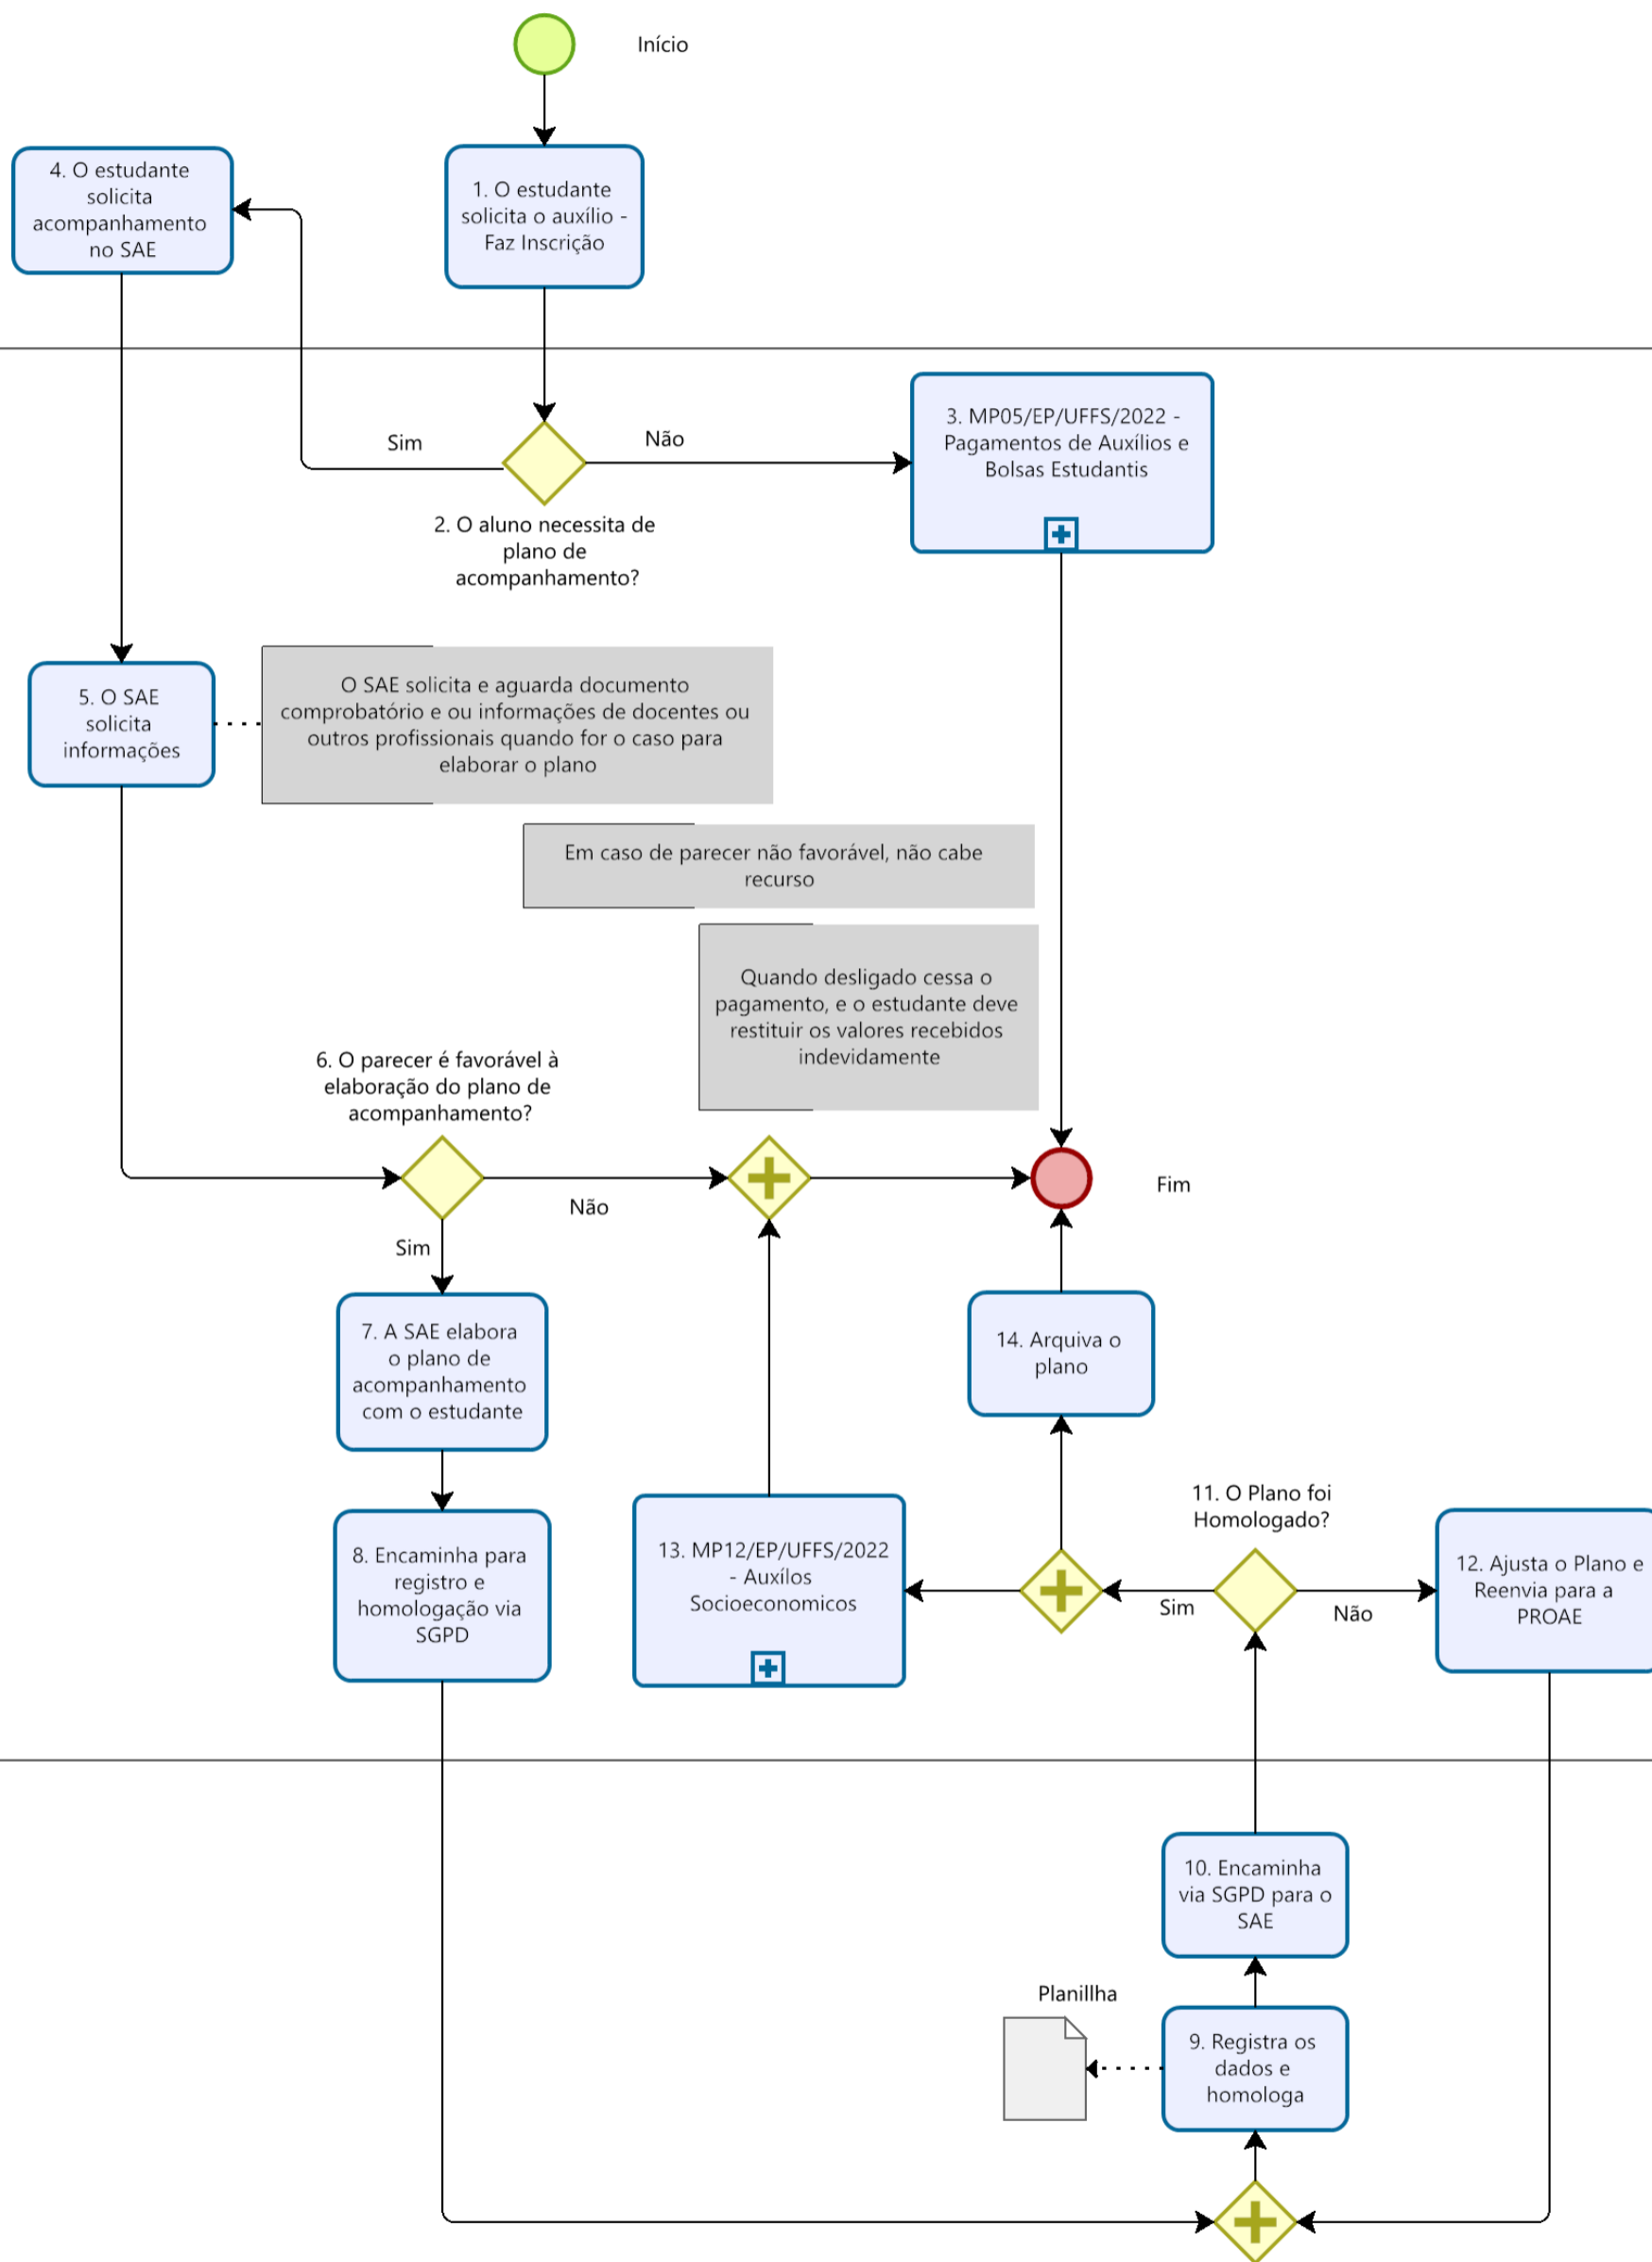 Início
4. O estudante
solicita
acompanhamento
no SAE
1. O estudante
solicita o auxílio -
Faz Inscrição
Sim
Não
3. MP05/EP/UFFS/2022 -
Pagamentos de Auxílios e
Bolsas Estudantis
2. O aluno necessita de
plano de
acompanhamento?
5. O SAE
solicita
informações
O SAE solicita e aguarda documento
comprobatório e ou informações de docentes ou
outros profissionais quando for o caso para
elaborar o plano
Em caso de parecer não favorável, não cabe
recurso
Quando desligado cessa o
pagamento, e o estudante deve
restituir os valores recebidos
indevidamente
6. O parecer é favorável à
elaboração do plano de
acompanhamento?
Não
Fim
Sim
7. A SAE elabora
o plano de
acompanhamento
com o estudante
14. Arquiva o
plano
8. Encaminha para
registro e
homologação via
SGPD
13. MP12/EP/UFFS/2022
- Auxílos
Socioeconomicos
11. O Plano foi
Homologado?
Sim
Não
12. Ajusta o Plano e
Reenvia para a
PROAE
10. Encaminha
via SGPD para o
SAE
Planillha
9. Registra os
dados e
homologa